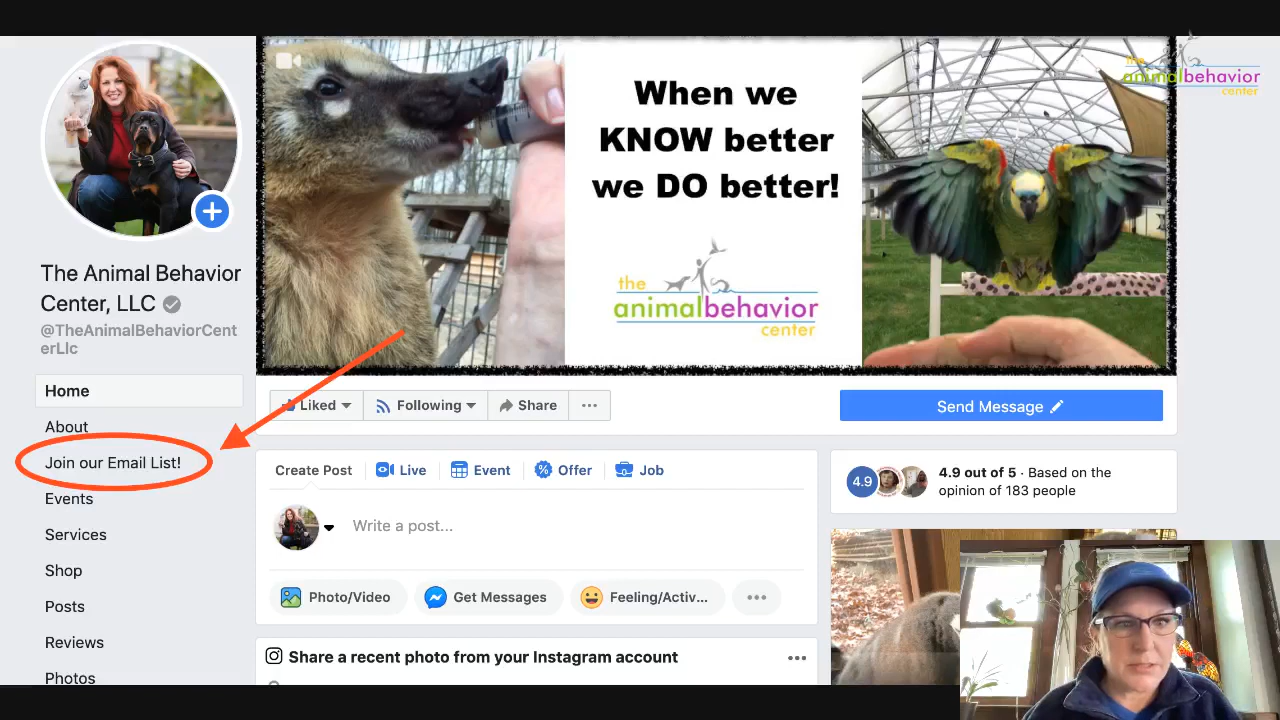 When we
KNOW better
we DO better!
the
animalbehavior
center
the
animalbehavior
center
The Animal Behavior
Center, LLC
@TheAnimalBehaviorCent
erLlc
Home
About
Join our Email List!
Events
Services
Shop
Posts
Reviews
Photos
Liked
Following
Share
Send Message
Create Post
Live
Event
Offer
Job
Write a post...
Photo/Video
Get Messages
Feeling/Activ...
Share a recent photo from your Instagram account
4.9
4.9 out of 5 · Based on the
opinion of 183 people